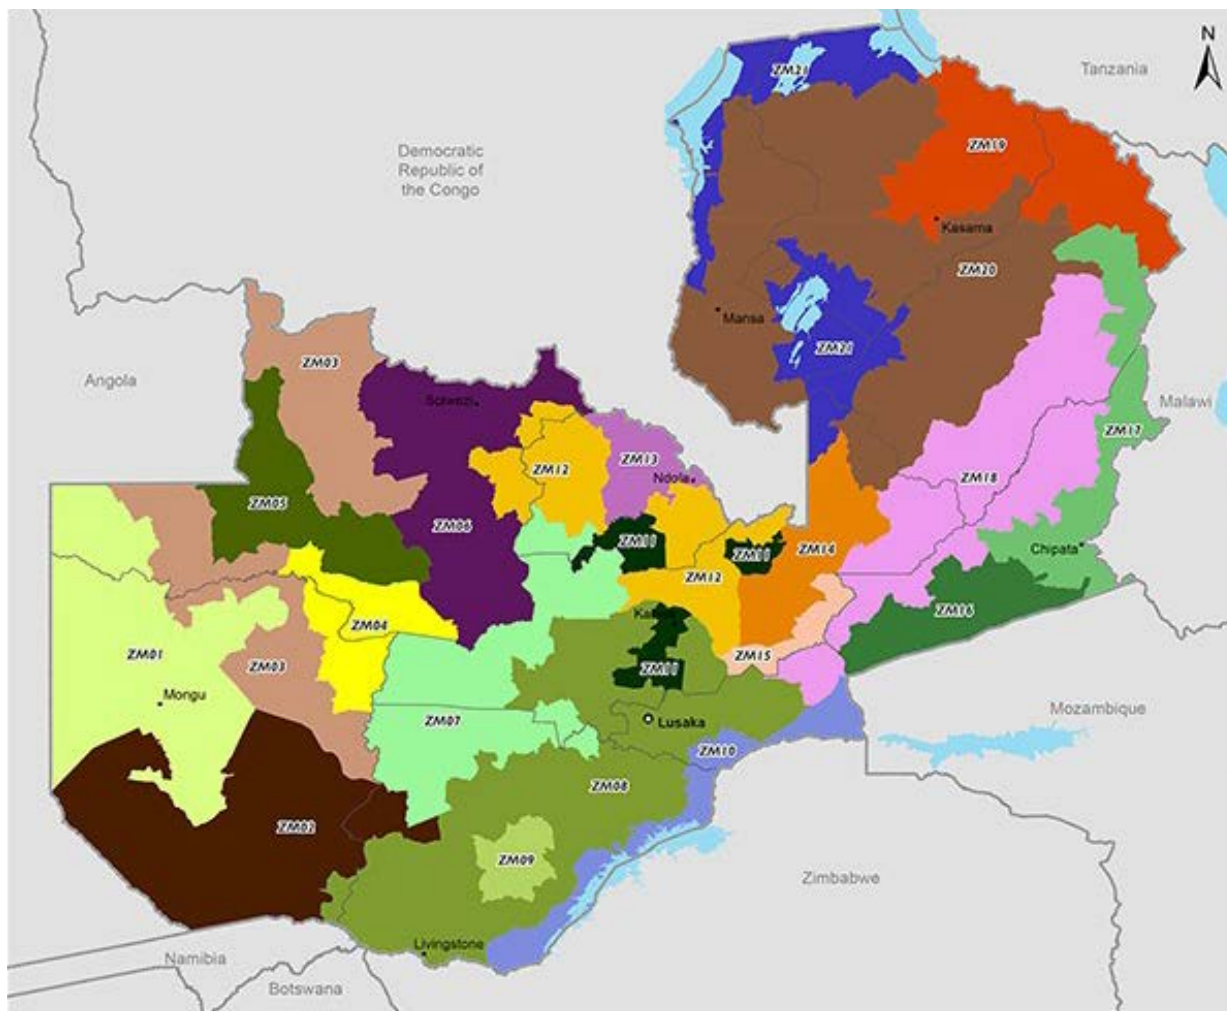 N
Tanzania
ZM21
Democratic
Republic of
the Congo
ZM19
Kasama
ZM20
Mansa
ZM21
Angola
ZM03
Solwezi
Malawi
ZM17
ZM12
ZM13
Ndola
ZM18
ZM05
ZM06
ZM11
ZM11
ZM14
Chipata
ZM12
ZM16
ZM04
ZM01
ZM03
ZM11
ZM15
Mongu
ZM07
Lusaka
Mozambique
ZM10
ZM08
ZM02
ZM09
Zimbabwe
Livingstone
Namibia
Botswana